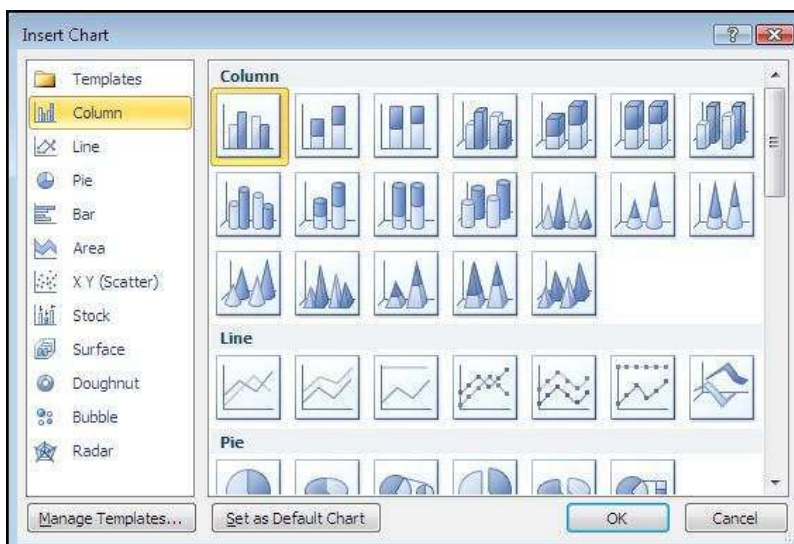 Insert Chart
Templates
Column
Line
Pie
Bar
Area
X Y (Scatter)
Stock
Surface
Doughnut
Bubble
Radar
Column
Line
Pie
Manage Templates...
Set as Default Chart
OK
Cancel